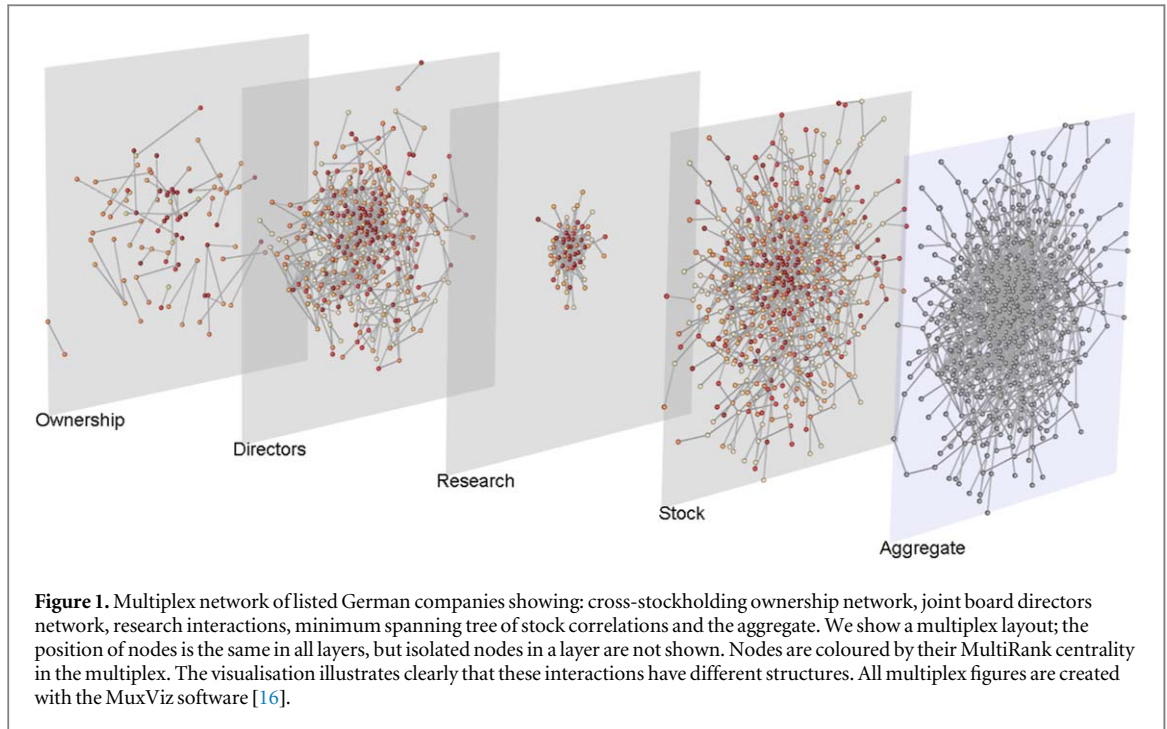 Ownership
Directors
Research
Stock
Aggregate
Figure 1. Multiplex network of listed German companies showing: cross-stockholding ownership network, joint board directors
network, research interactions, minimum spanning tree of stock correlations and the aggregate. We show a multiplex layout; the
position of nodes is the same in all layers, but isolated nodes in a layer are not shown. Nodes are coloured by their MultiRank centrality
in the multiplex. The visualisation illustrates clearly that these interactions have different structures. All multiplex figures are created
with the MuxViz software [16].